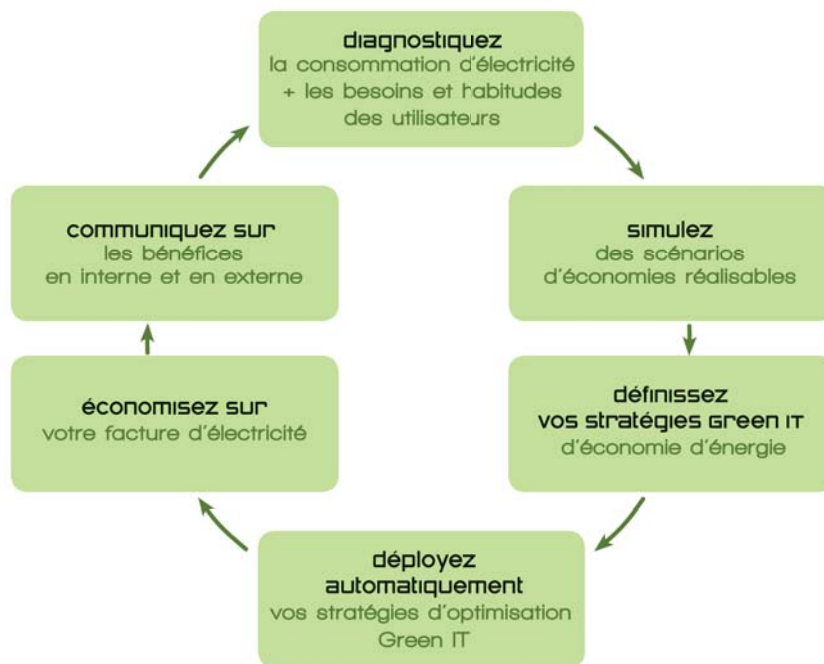 diagnostiquez
la consommation d'électricité
+ les besoins et habitudes
des utilisateurs
simulez
des scénarios
d'économies réalisables
définissez
vos stratégies Green IT
d'économie d'énergie
déployez
automatiquement
vos stratégies d'optimisation
Green IT
économisez sur
votre facture d'électricité
communiquez sur
les bénéfices
en interne et en externe